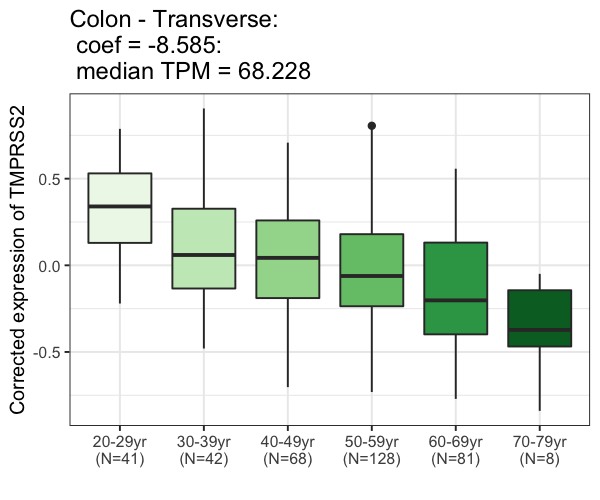 Colon - Transverse:
coef = -8.585:
median TPM = 68.228
Corrected expression of TMPRSS2
0.5
0.0
-0.5
20-29yr
(N=41)
30-39yr
(N=42)
40-49yr
(N=68)
50-59yr
(N=128)
60-69yr
(N=81)
70-79yr
(N=8)